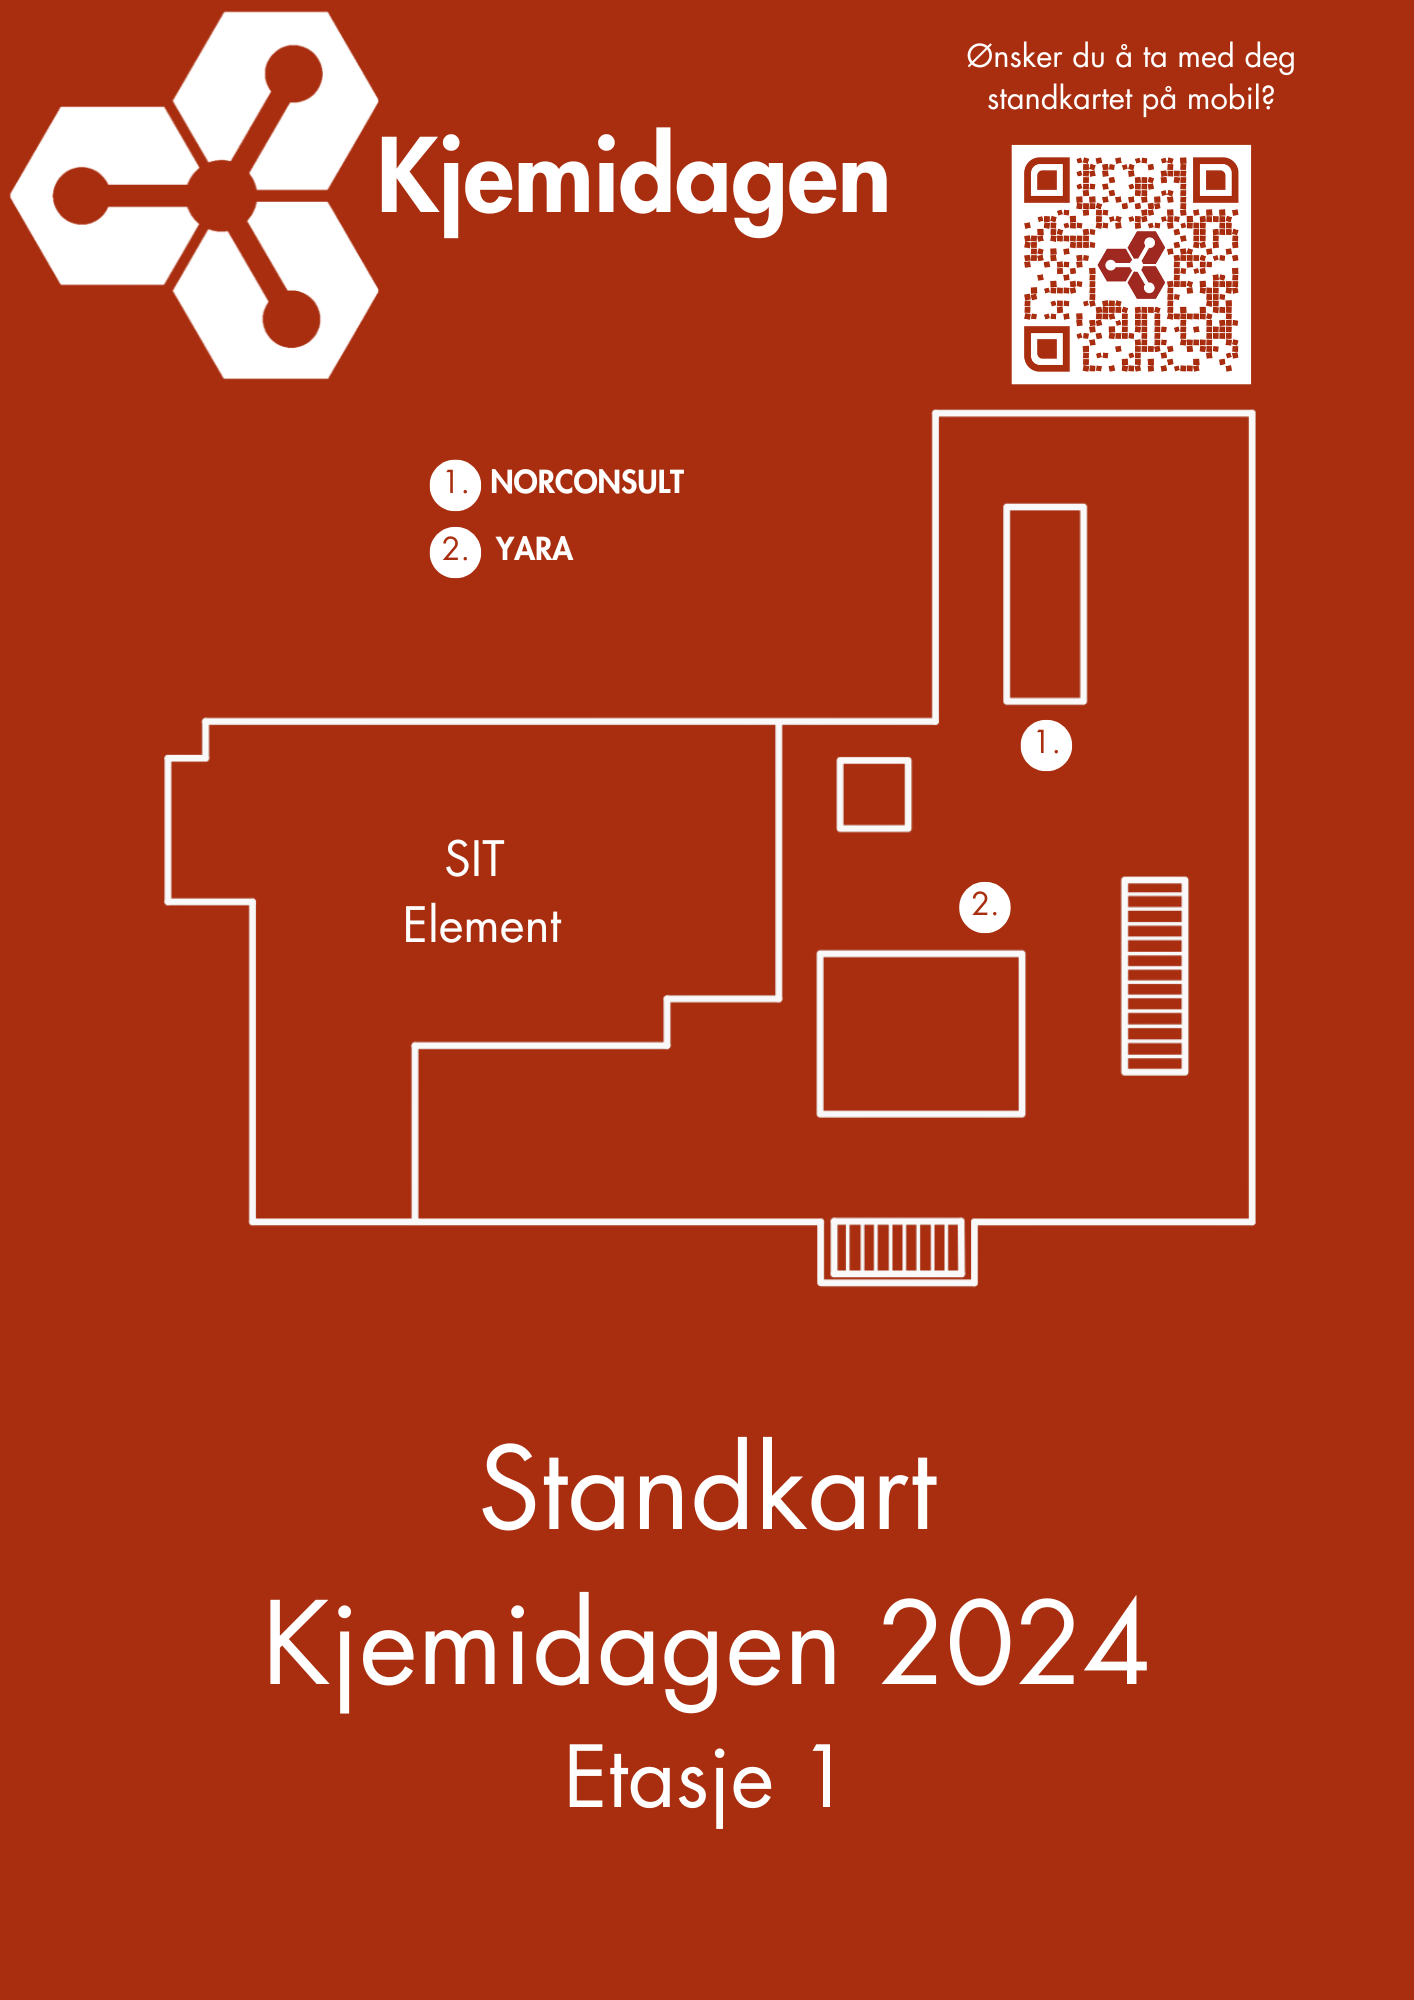 Kjemidagen
Ønsker du å ta med deg
standkartet på mobil?
1. NORCONSULT
2. YARA
1.
2.
SIT
Element
Standkart
Kjemidagen 2024
Etasje 1